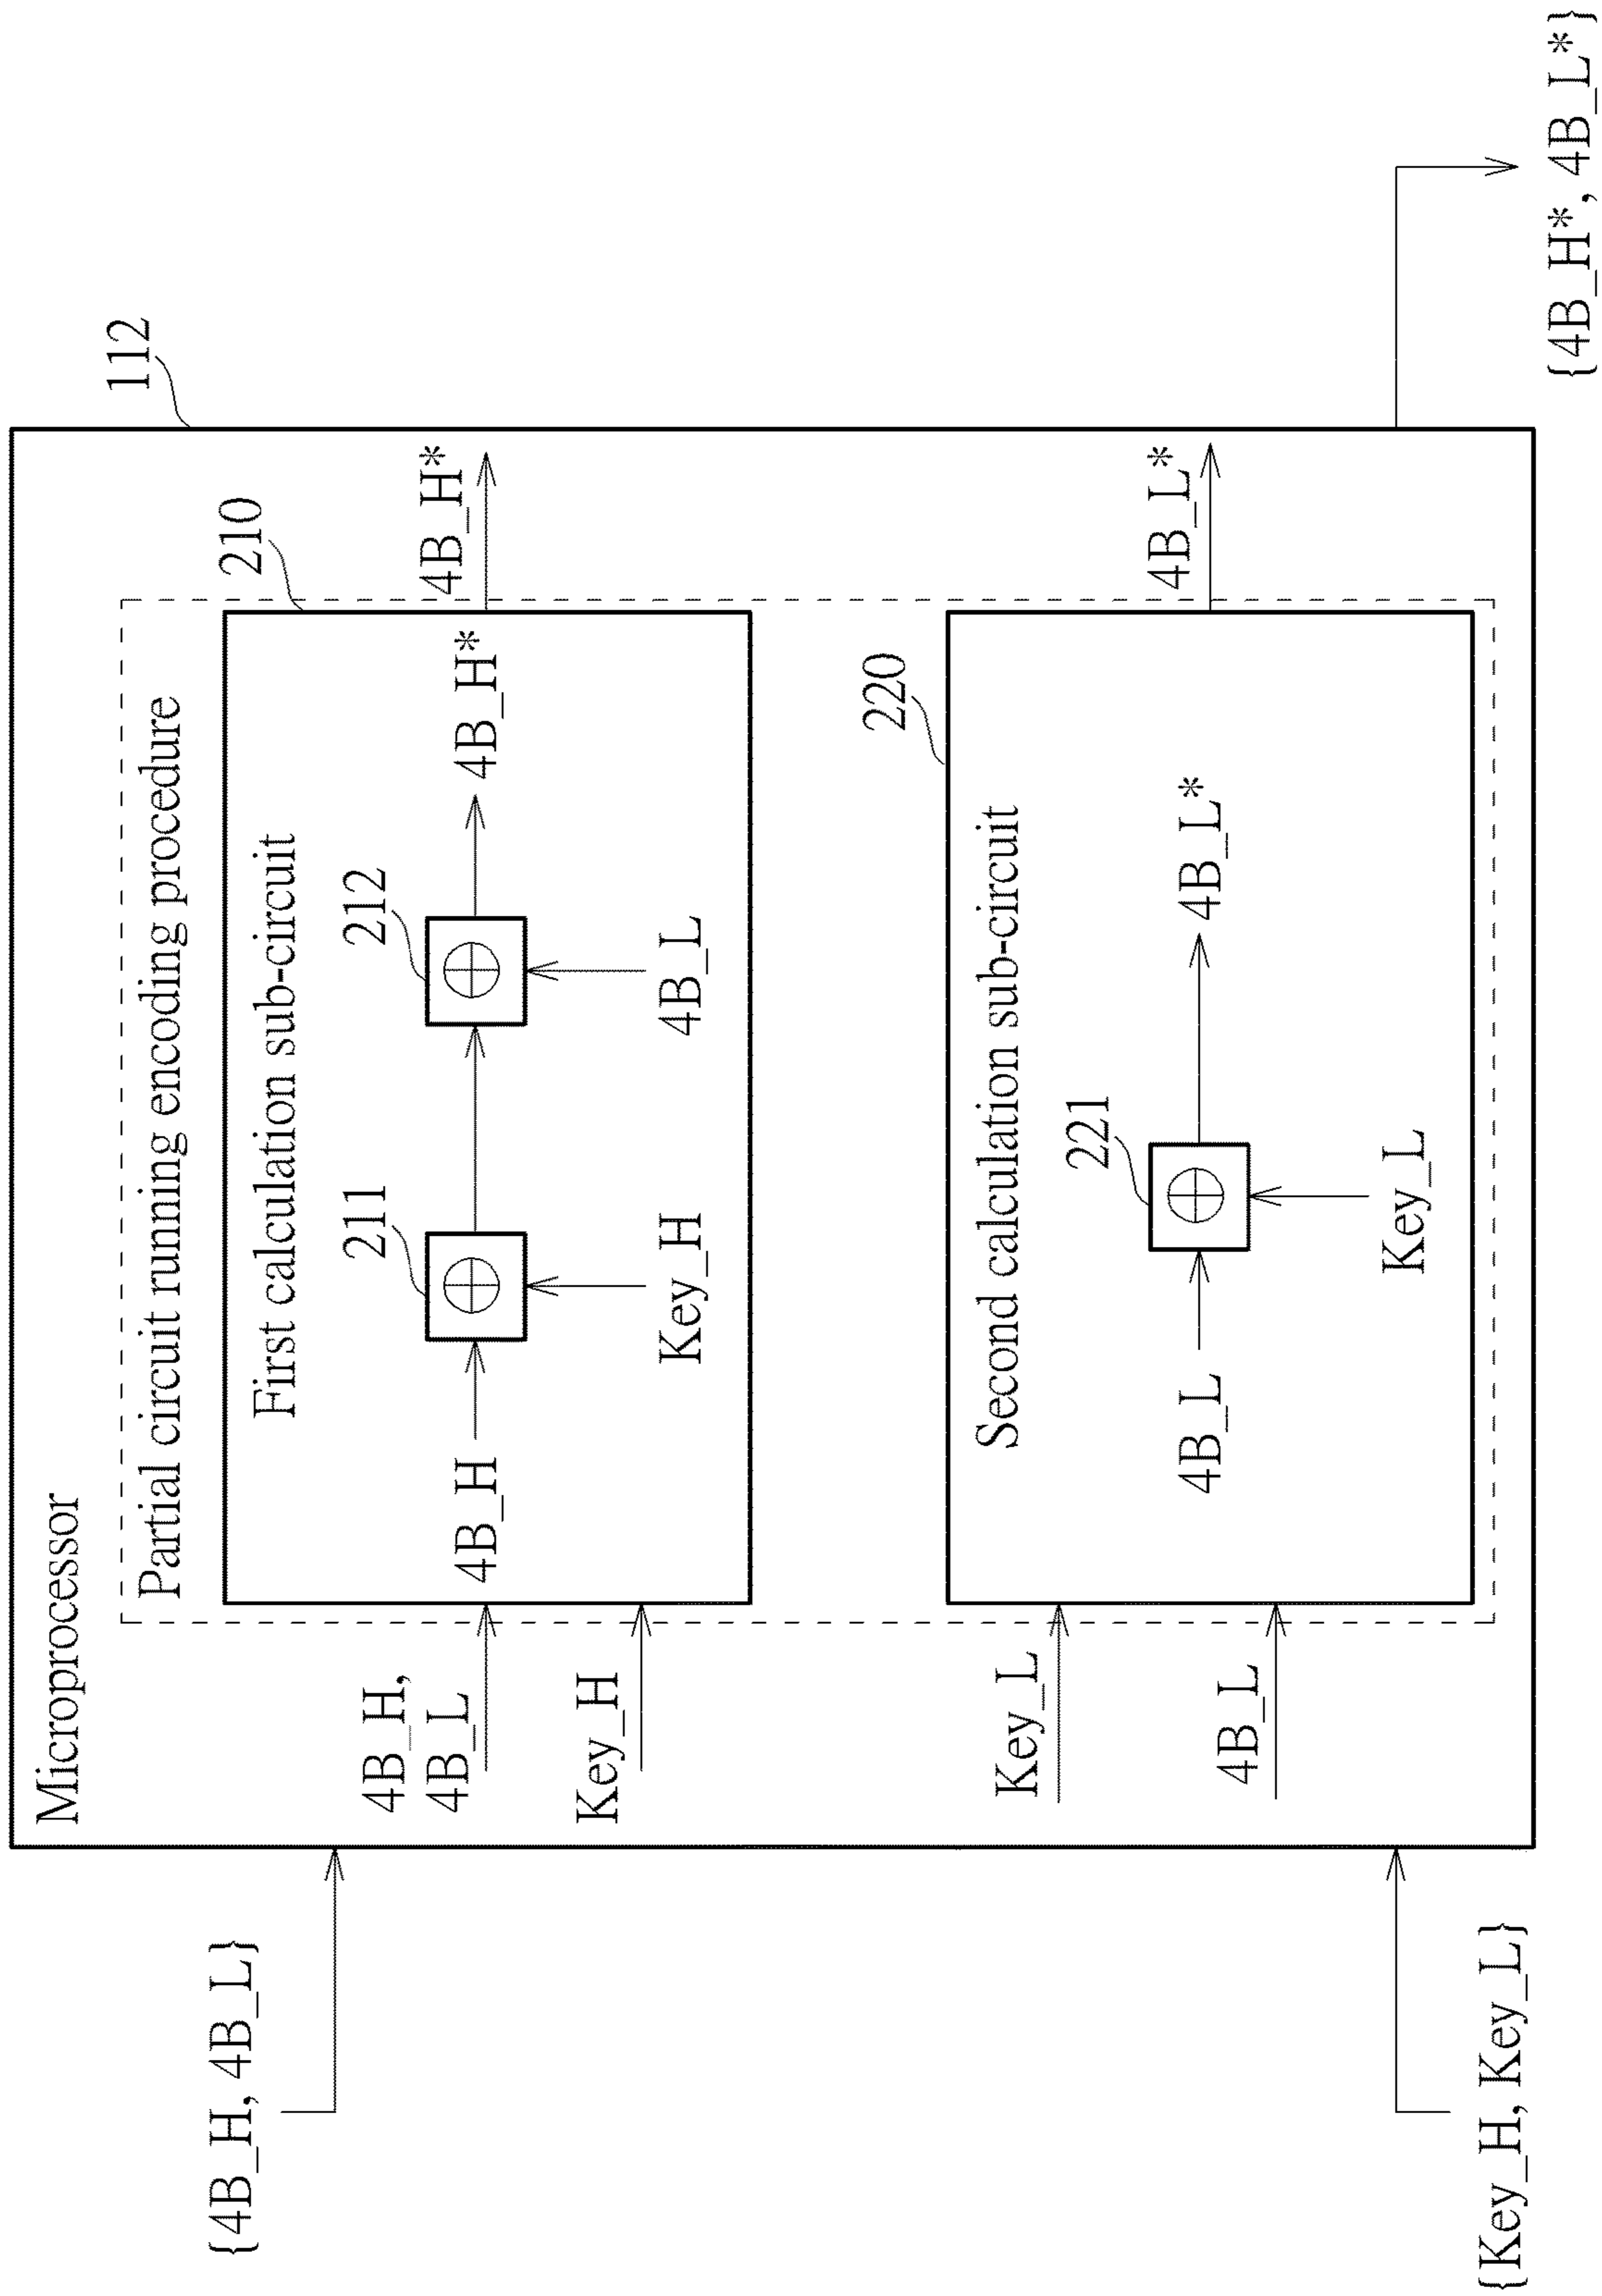 Microprocessor
112
{4B_H, 4B_L}
Partial circuit running encoding procedure
210
First calculation sub-circuit
4B_H,
4B_L
Key_H
4B_H
211
Key_H
212
4B_L
4B_H*
4B_H*
220
Second calculation sub-circuit
Key_L
4B_L
4B_L
221
Key_L
4B_L*
4B_L*
{Key_H, Key_L}
{4B_H*, 4B_L*}